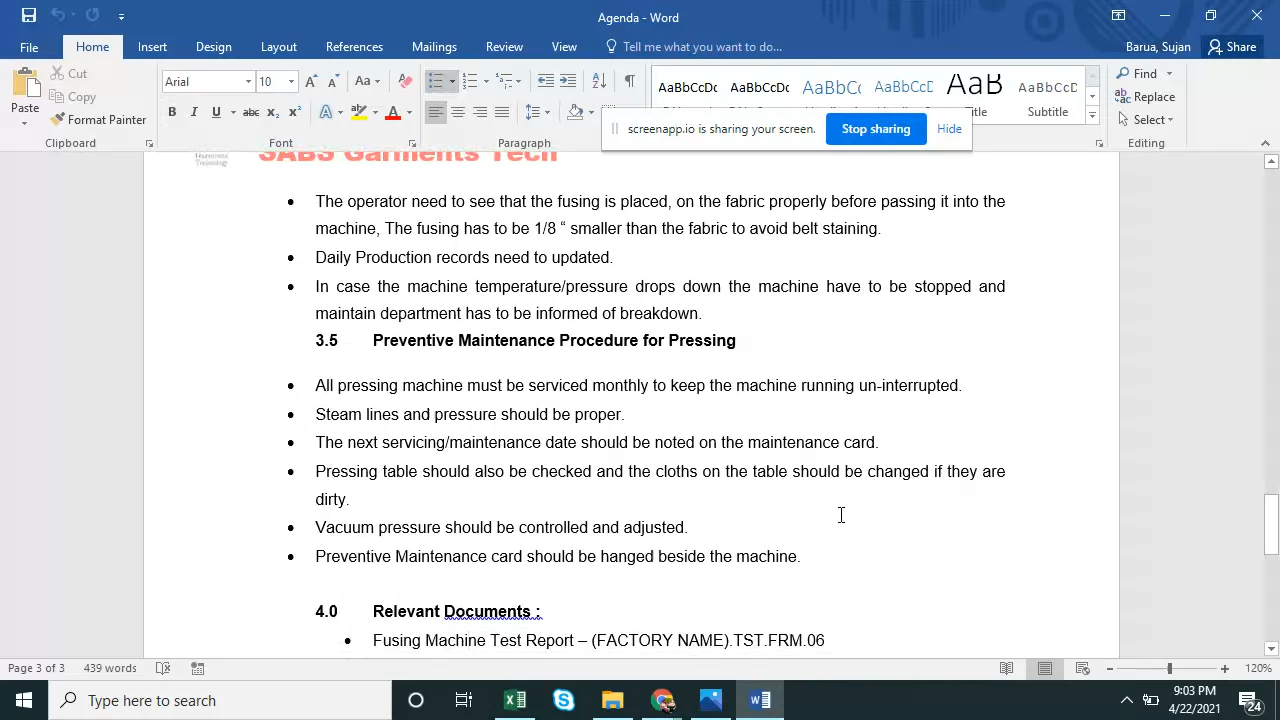 Agenda - Word
File Home Insert Design Layout References Mailings Review View Tell me what you want to do... Barua, Sujan Share
Paste
Cut
Copy
Format Painter
Clipboard
Arial 10
Font
Paragraph
AaBbCcDc AaBbCcDc AaBbC AaBbCcD AaB AaBbCcD
Title Subtitle
Find
Replace
Select
Editing
screenapp.io is sharing your screen. Stop sharing Hide
SABS Garments Tech
• The operator need to see that the fusing is placed, on the fabric properly before passing it into the
machine, The fusing has to be 1/8 “ smaller than the fabric to avoid belt staining.
• Daily Production records need to updated.
• In case the machine temperature/pressure drops down the machine have to be stopped and
maintain department has to be informed of breakdown.
3.5 Preventive Maintenance Procedure for Pressing
• All pressing machine must be serviced monthly to keep the machine running un-interrupted.
• Steam lines and pressure should be proper.
• The next servicing/maintenance date should be noted on the maintenance card.
• Pressing table should also be checked and the cloths on the table should be changed if they are
dirty.
• Vacuum pressure should be controlled and adjusted.
• Preventive Maintenance card should be hanged beside the machine.
4.0 Relevant Documents :
• Fusing Machine Test Report – (FACTORY NAME).TST.FRM.06
Page 3 of 3 439 words 120%
Type here to search
9:03 PM
4/22/2021
24